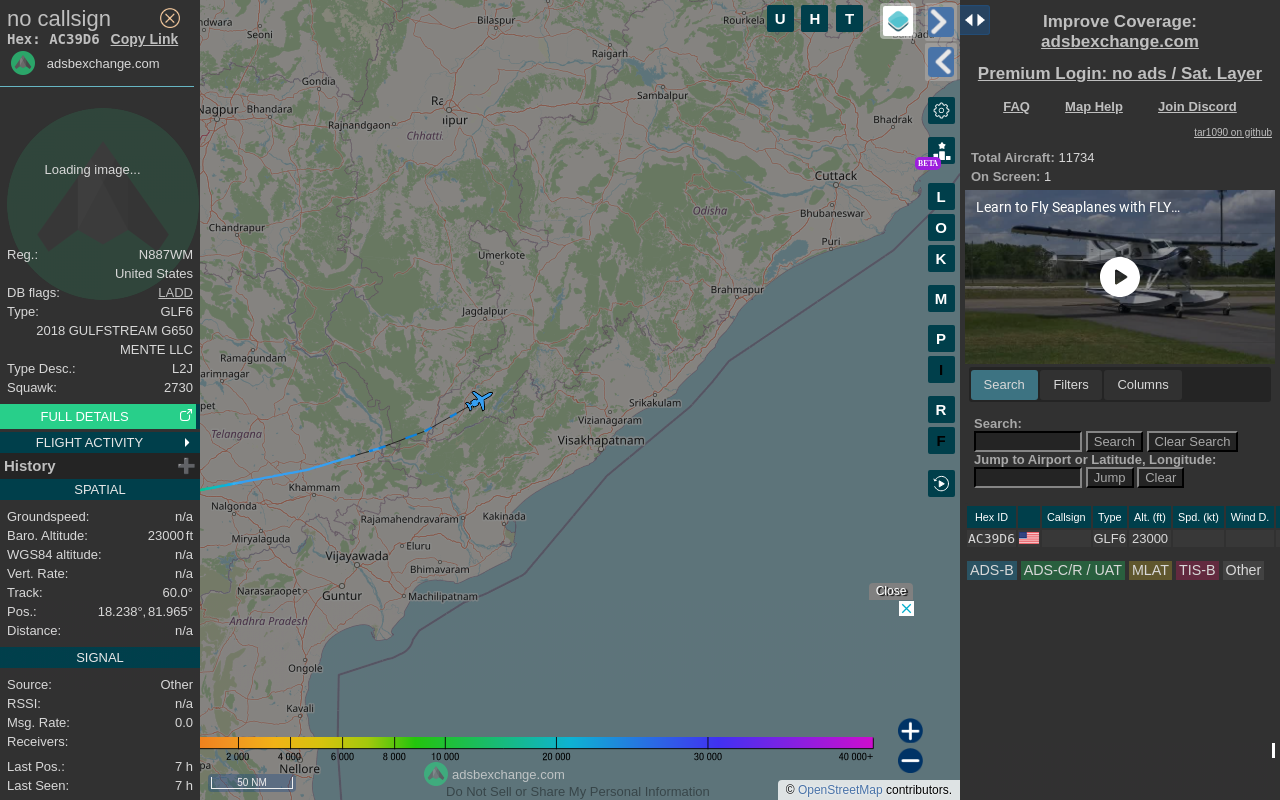 no callsign
Hex: AC39D6 Copy Link
adsbexchange.com
Loading image...
Reg.: N887WM
United States
DB flags: LADD
Type: GLF6
2018 GULFSTREAM G650
MENTE LLC
Type Desc.: L2J
Squawk: 2730
FULL DETAILS
FLIGHT ACTIVITY
History
SPATIAL
Groundspeed: n/a
Baro. Altitude: 23000 ft
WGS84 altitude: n/a
Vert. Rate: n/a
Track: 60.0°
Pos.: 18.238°, 81.965°
Distance: n/a
SIGNAL
Source: Other
RSSI: n/a
Msg. Rate: 0.0
Receivers:
Last Pos.: 7 h
Last Seen: 7 h
ndwara
Seoni
Bilaspur
Rourkela
Raigarh
Gondia
Sambalpur
Nagpur
Bhandara
Ra
ipur
Rajnandgaon
Chhatti
Bhadrak
Cuttack
Odisha
Bhubaneswar
Chandrapur
Puri
Umerkote
Brahmapur
Jagdalpur
Ramagundam
arimnagar
pet
Srikakulam
Vizianagaram
Telangana
Visakhapatnam
Khammam
Nalgonda
Rajamahendravaram
Kakinada
Miryalaguda
Eluru
Vijayawada
Bhimavaram
Narasaraopet
Guntur
Machilipatnam
Andhra Pradesh
Ongole
Kavali
pa
Nellore
U H T
L
O
K
M
P
I
R
F
BETA
Close
2 000 4 000 6 000 8 000 10 000 20 000 30 000 40 000+
50 NM
adsbexchange.com
Do Not Sell or Share My Personal Information
© OpenStreetMap contributors.
Improve Coverage:
adsbexchange.com
Premium Login: no ads / Sat. Layer
FAQ Map Help Join Discord
tar1090 on github
Total Aircraft: 11734
On Screen: 1
Learn to Fly Seaplanes with FLY...
Search Filters Columns
Search:
Search Clear Search
Jump to Airport or Latitude, Longitude:
Jump Clear
Hex ID Callsign Type Alt. (ft) Spd. (kt) Wind D.
AC39D6 GLF6 23000
ADS-B ADS-C/R / UAT MLAT TIS-B Other